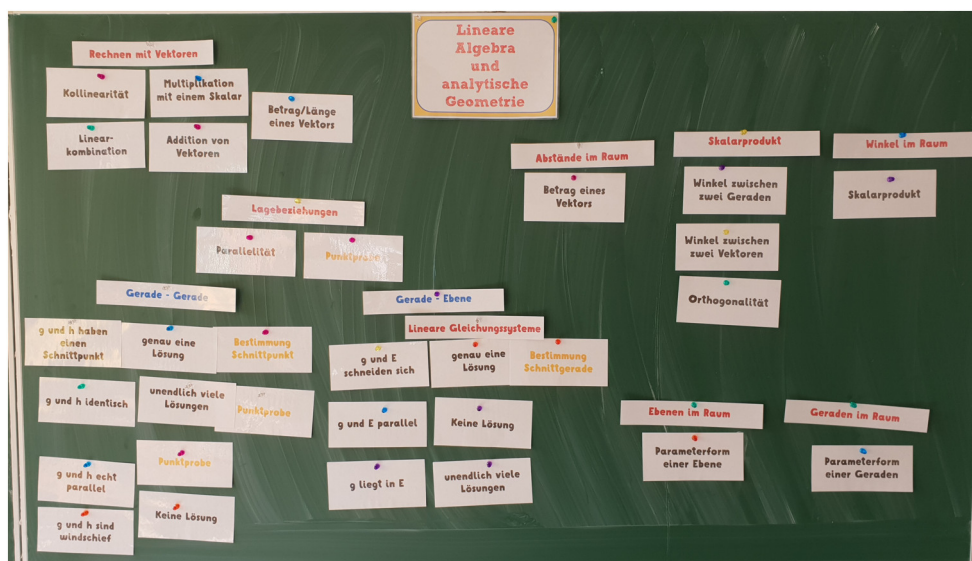 Lineare
Algebra
und
analytische
Geometrie
Rechnen mit Vektoren
Kollinearität
Multiplikation
mit einem Skalar
Betrag/Länge
eines Vektors
Linear-
kombination
Addition von
Vektoren
Lagebeziehungen
Parallelität
Punktprobe
Gerade - Gerade
g und h haben
einen
Schnittpunkt
genau eine
Lösung
Bestimmung
Schnittpunkt
g und h identisch
unendlich viele
Lösungen
Punktprobe
g und h echt
parallel
Punktprobe
g und h sind
windschief
Keine Lösung
Gerade - Ebene
Lineare Gleichungssysteme
g und E
schneiden sich
genau eine
Lösung
Bestimmung
Schnittgerade
g und E parallel
Keine Lösung
g liegt in E
unendlich viele
Lösungen
Abstände im Raum
Betrag eines
Vektors
Skalarprodukt
Winkel zwischen
zwei Geraden
Winkel zwischen
zwei Vektoren
Orthogonalität
Winkel im Raum
Skalarprodukt
Ebenen im Raum
Parameterform
einer Ebene
Geraden im Raum
Parameterform
einer Geraden